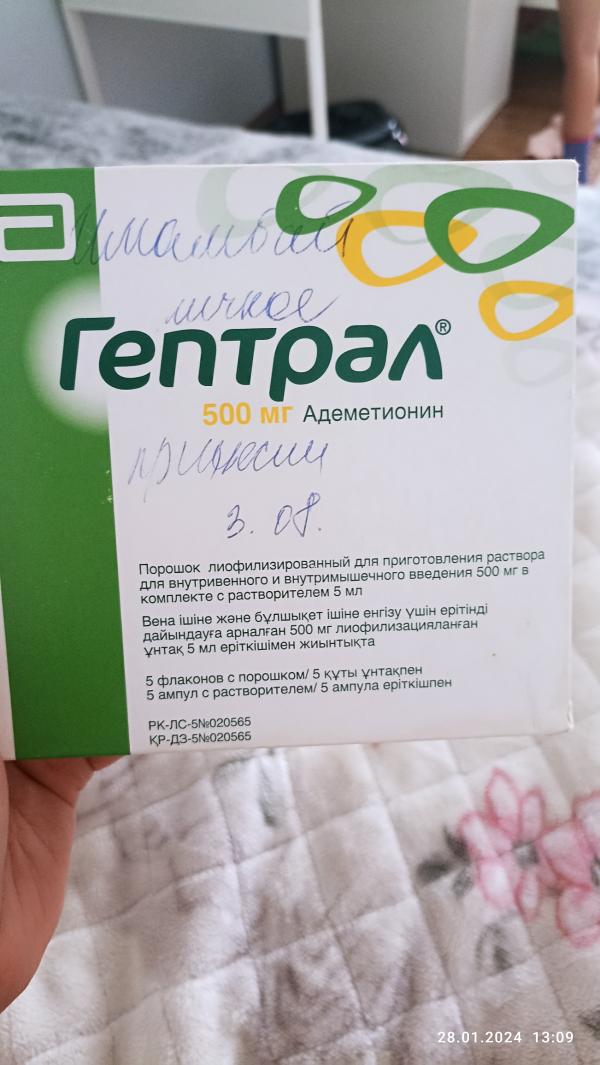 Имамбай
личное
Гептрал®
500 мг Адеметионин
принесли
3. 08.
Порошок лиофилизированный для приготовления раствора
для внутривенного и внутримышечного введения 500 мг в
комплекте с растворителем 5 мл
Вена ішіне және бұлшықет ішіне енгізу үшін ерітінді
дайындауға арналған 500 мг лиофилизацияланған
ұнтақ 5 мл еріткішімен жиынтықта
5 флаконов с порошком/ 5 құты ұнтақпен
5 ампул с растворителем/ 5 ампула еріткішпен
РК-ЛС-5№020565
ҚР-ДЗ-5№020565
28.01.2024 13:09